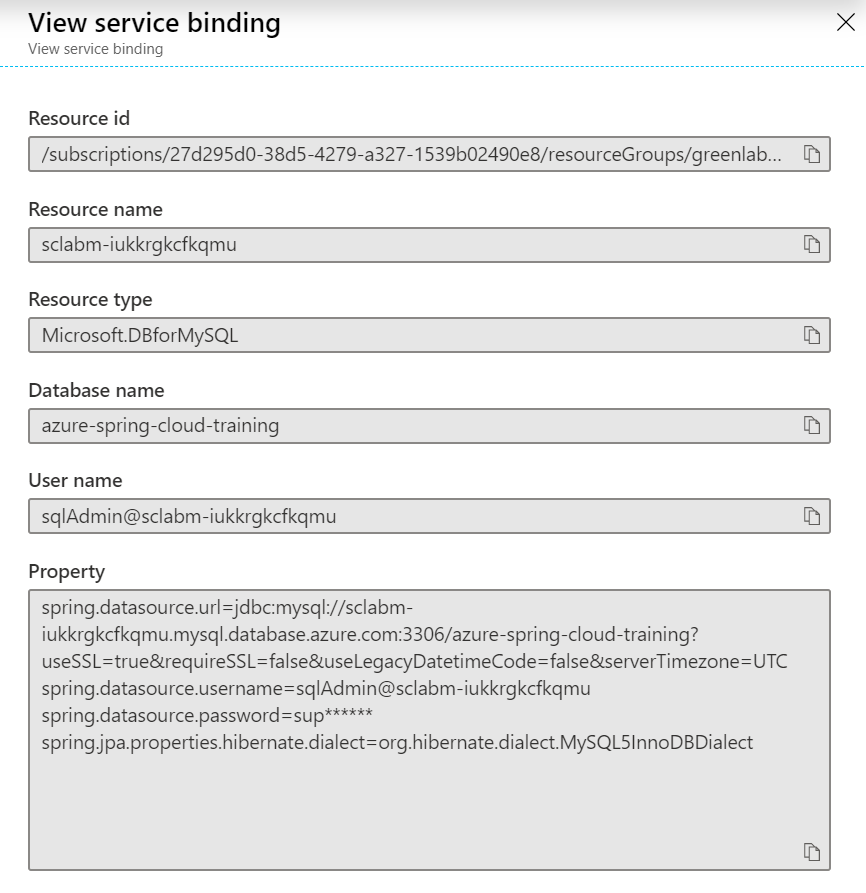 View service binding
View service binding
Resource id
/subscriptions/27d295d0-38d5-4279-a327-1539b02490e8/resourceGroups/greenlab...
Resource name
sclabm-iukkrgkcfkqmu
Resource type
Microsoft.DBforMySQL
Database name
azure-spring-cloud-training
User name
sqlAdmin@sclabm-iukkrgkcfkqmu
Property
spring.datasource.url=jdbc:mysql://sclabm-
iukkrgkcfkqmu.mysql.database.azure.com:3306/azure-spring-cloud-training?
useSSL=true&requireSSL=false&useLegacyDatetimeCode=false&serverTimezone=UTC
spring.datasource.username=sqlAdmin@sclabm-iukkrgkcfkqmu
spring.datasource.password=sup******
spring.jpa.properties.hibernate.dialect=org.hibernate.dialect.MySQL5InnoDBDialect